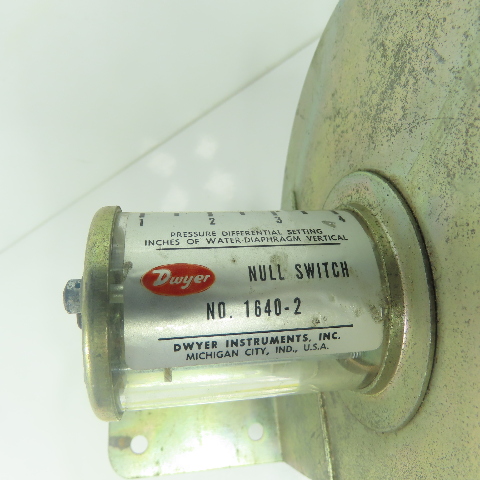 1 2 3 4
PRESSURE DIFFERENTIAL SETTING
INCHES OF WATER-DIAPHRAGM VERTICAL
Dwyer NULL SWITCH
NO. 1640-2
DWYER INSTRUMENTS, INC.
MICHIGAN CITY, IND., U.S.A.